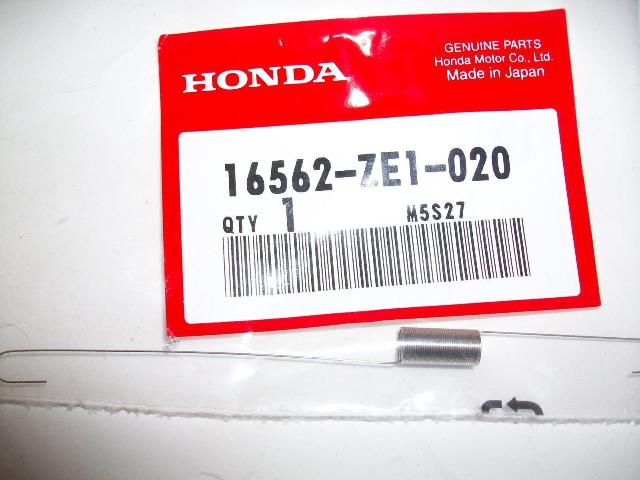 HONDA
GENUINE PARTS
Honda Motor Co., Ltd.
Made in Japan
16562-ZE1-020
QTY 1 M5S27